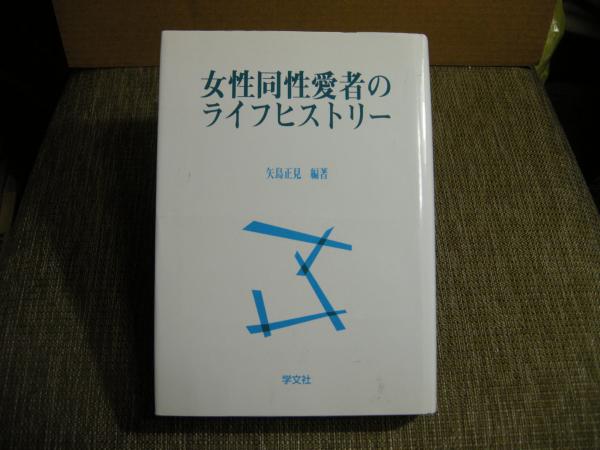 女性同性愛者の
ライフヒストリー
矢島正見 編著
学文社